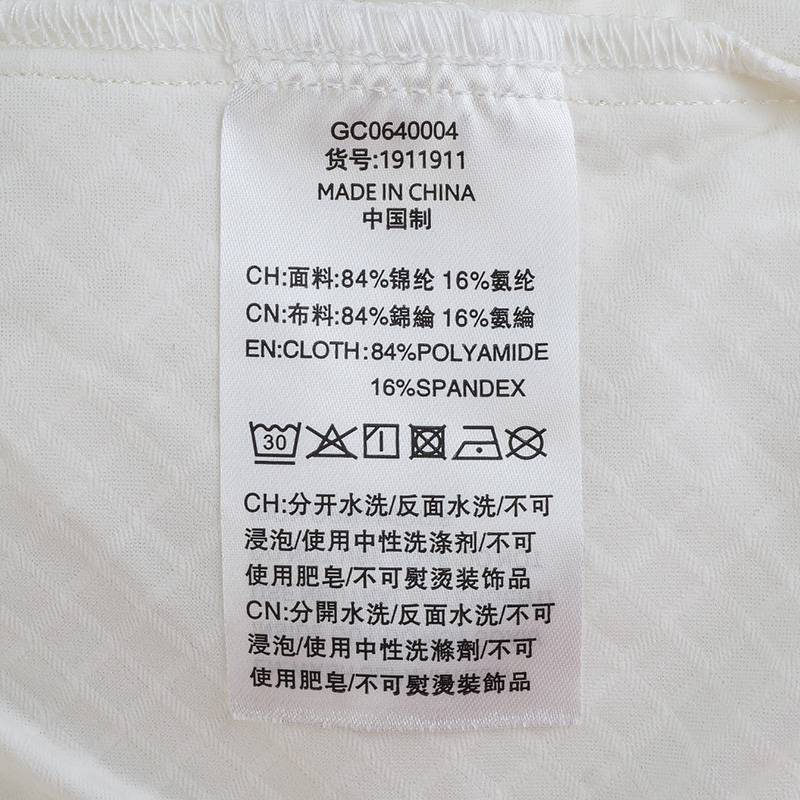 GC0640004
货号:1911911
MADE IN CHINA
中国制
CH:面料:84%锦纶 16%氨纶
CN:布料:84%錦綸 16%氨綸
EN:CLOTH:84%POLYAMIDE
16%SPANDEX
30
CH:分开水洗/反面水洗/不可
浸泡/使用中性洗涤剂/不可
使用肥皂/不可熨烫装饰品
CN:分開水洗/反面水洗/不可
浸泡/使用中性洗滌劑/不可
使用肥皂/不可熨燙裝飾品